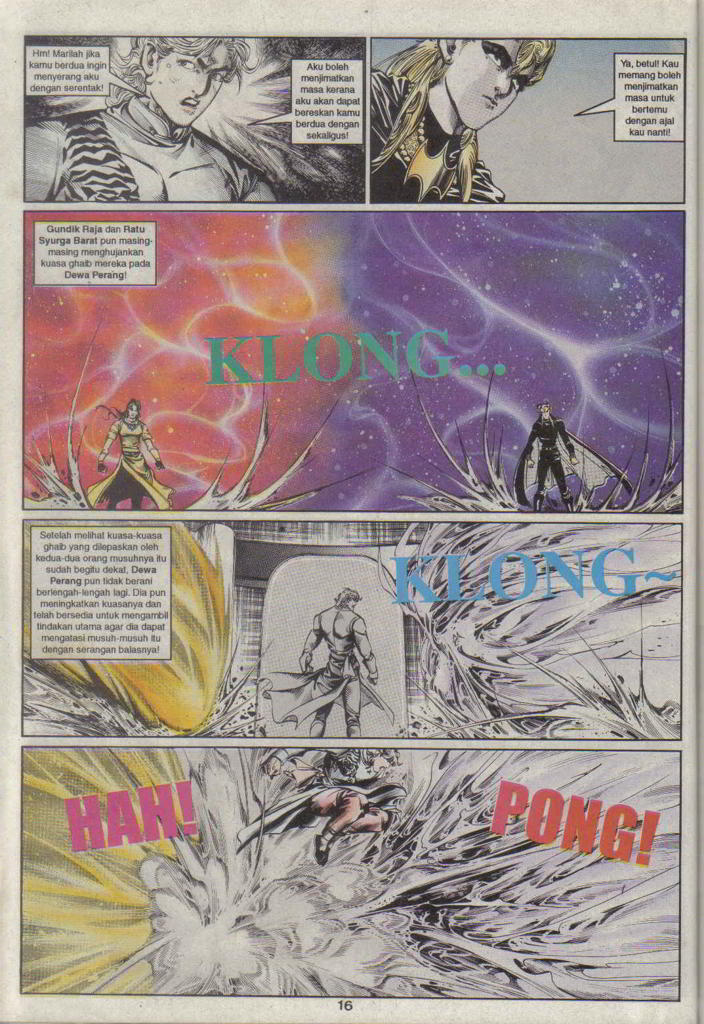 Hm! Marilah jika
kamu berdua ingin
menyerang aku
dengan serentak!
Aku boleh
menjimatkan
masa kerana
aku akan dapat
bereskan kamu
berdua dengan
sekaligus!
Ya, betul! Kau
memang boleh
menjimatkan
masa untuk
bertemu
dengan ajal
kau nanti!
Gundik Raja dan Ratu
Syurga Barat pun masing-
masing menghujankan
kuasa ghaib mereka pada
Dewa Perang!
KLONG...
Setelah melihat kuasa-kuasa
ghaib yang dilepaskan oleh
kedua-dua orang musuhnya itu
sudah begitu dekat, Dewa
Perang pun tidak berani
berlengah-lengah lagi. Dia pun
meningkatkan kuasanya dan
telah bersedia untuk mengambil
tindakan utama agar dia dapat
mengatasi musuh-musuh itu
dengan serangan balasnya!
KLONG~
HAH!
PONG!
16